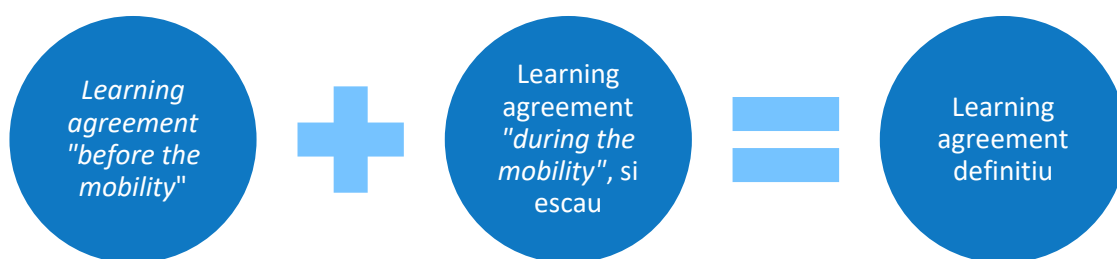 Learning
agreement
"before the
mobility"
Learning
agreement
"during the
mobility", si
escau
Learning
agreement
definitiu